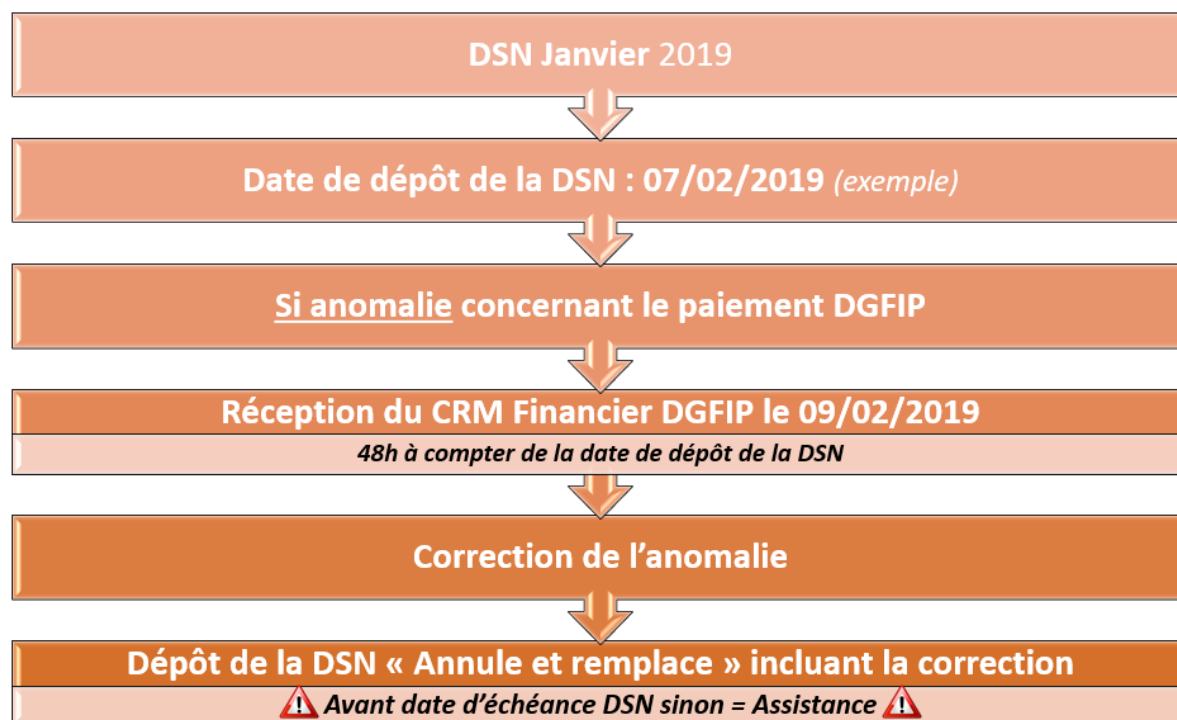 DSN Janvier 2019
Date de dépôt de la DSN : 07/02/2019 (exemple)
Si anomalie concernant le paiement DGFIP
Réception du CRM Financier DGFIP le 09/02/2019
48h à compter de la date de dépôt de la DSN
Correction de l’anomalie
Dépôt de la DSN « Annule et remplace » incluant la correction
Avant date d’échéance DSN sinon = Assistance